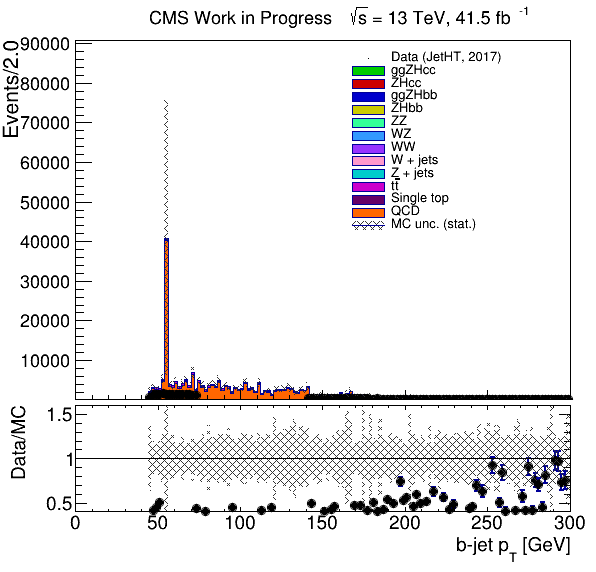 CMS Work in Progress √s = 13 TeV, 41.5 fb⁻¹
Events/2.0
90000
80000
70000
60000
50000
40000
30000
20000
10000
Data (JetHT, 2017)
ggZHcc
ZHcc
ggZHbb
ZHbb
ZZ
WZ
WW
W + jets
Z + jets
tt̅
Single top
QCD
MC unc. (stat.)
Data/MC
1.5
1
0.5
0 50 100 150 200 250 300
b-jet p_T [GeV]